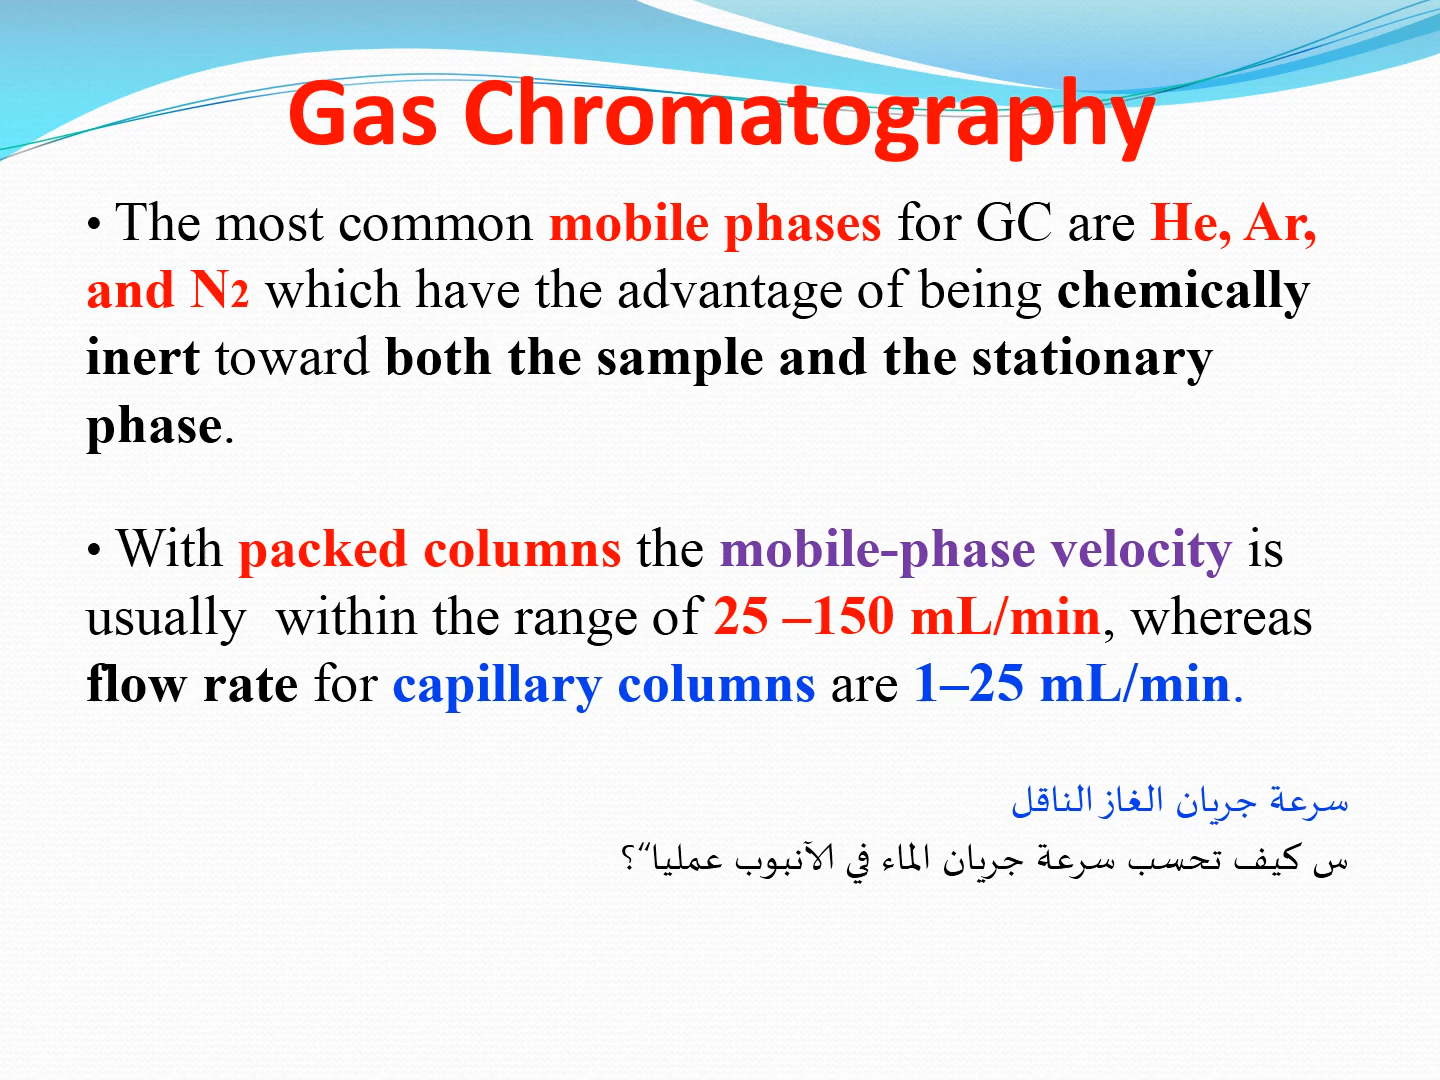 Gas Chromatography
• The most common mobile phases for GC are He, Ar,
and N2 which have the advantage of being chemically
inert toward both the sample and the stationary
phase.
• With packed columns the mobile-phase velocity is
usually  within the range of 25 –150 mL/min, whereas
flow rate for capillary columns are 1–25 mL/min.
سرعة جريان الغاز الناقل
س كيف تحسب سرعة جريان الماء في الآنبوب عمليا“؟